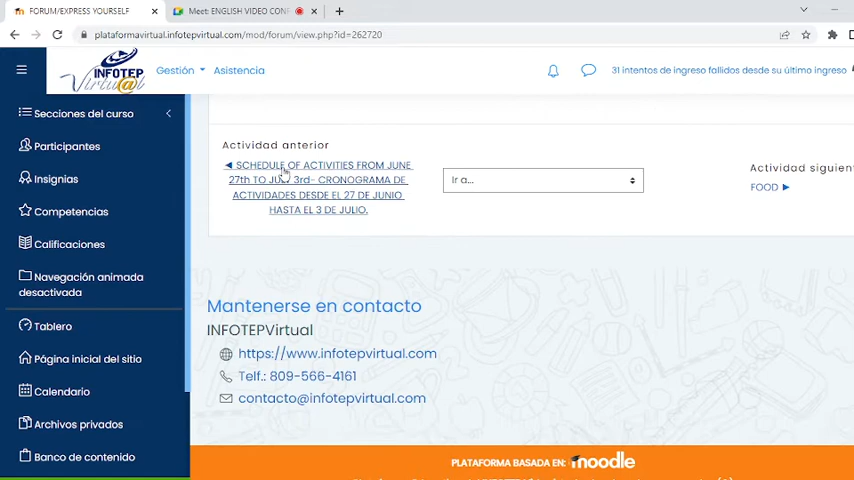 FORUM/EXPRESS YOURSELF
Meet: ENGLISH VIDEO CONF
plataformavirtual.infotepvirtual.com/mod/forum/view.php?id=262720
INFOTEP
Virtu@l
Gestión
Asistencia
31 intentos de ingreso fallidos desde su último ingreso
Secciones del curso
Participantes
Insignias
Competencias
Calificaciones
Navegación animada
desactivada
Tablero
Página inicial del sitio
Calendario
Archivos privados
Banco de contenido
Actividad anterior
◄ SCHEDULE OF ACTIVITIES FROM JUNE
27th TO JULY 3rd- CRONOGRAMA DE
ACTIVIDADES DESDE EL 27 DE JUNIO
HASTA EL 3 DE JULIO.
Ir a...
Actividad siguien
FOOD ►
Mantenerse en contacto
INFOTEPVirtual
https://www.infotepvirtual.com
Telf.: 809-566-4161
contacto@infotepvirtual.com
PLATAFORMA BASADA EN: moodle